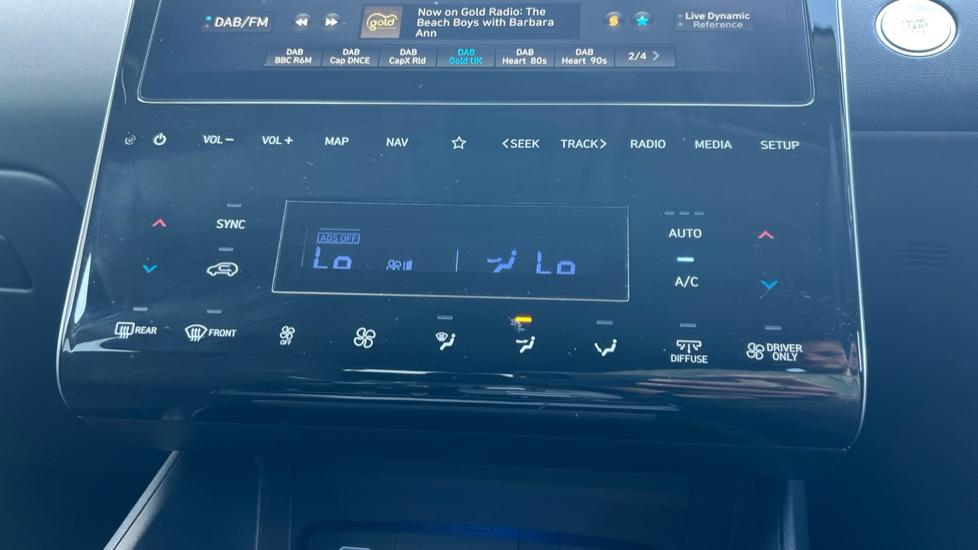 DAB/FM
gold
Now on Gold Radio: The
Beach Boys with Barbara
Ann
Live Dynamic
Reference
DAB
BBC R6M
DAB
Cap DNCE
DAB
CapX Rld
DAB
Gold UK
DAB
Heart 80s
DAB
Heart 90s
2/4 >
ENGINE
START
VOL− VOL+ MAP NAV <SEEK TRACK> RADIO MEDIA SETUP
SYNC
ADS OFF
Lo Lo
AUTO
A/C
REAR
FRONT
OFF
DIFFUSE
DRIVER
ONLY